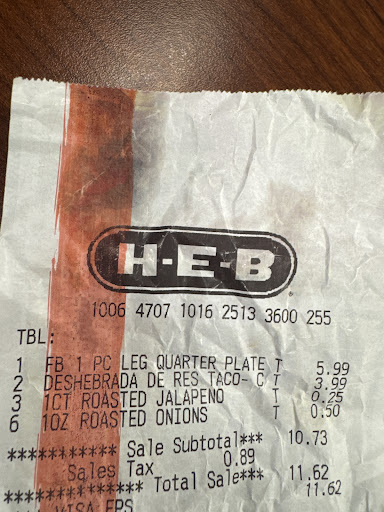 H-E-B
1006 4707 1016 2513 3600 255
TBL:
1 FB 1 PC LEG QUARTER PLATE T 5.99
2 DESHEBRADA DE RES TACO- C T 3.99
3 1CT ROASTED JALAPENO T 0.25
6 1OZ ROASTED ONIONS T 0.50
*********** Sale Subtotal*** 10.73
Sales Tax 0.89
************** Total Sale*** 11.62
11.62
VISA EPS